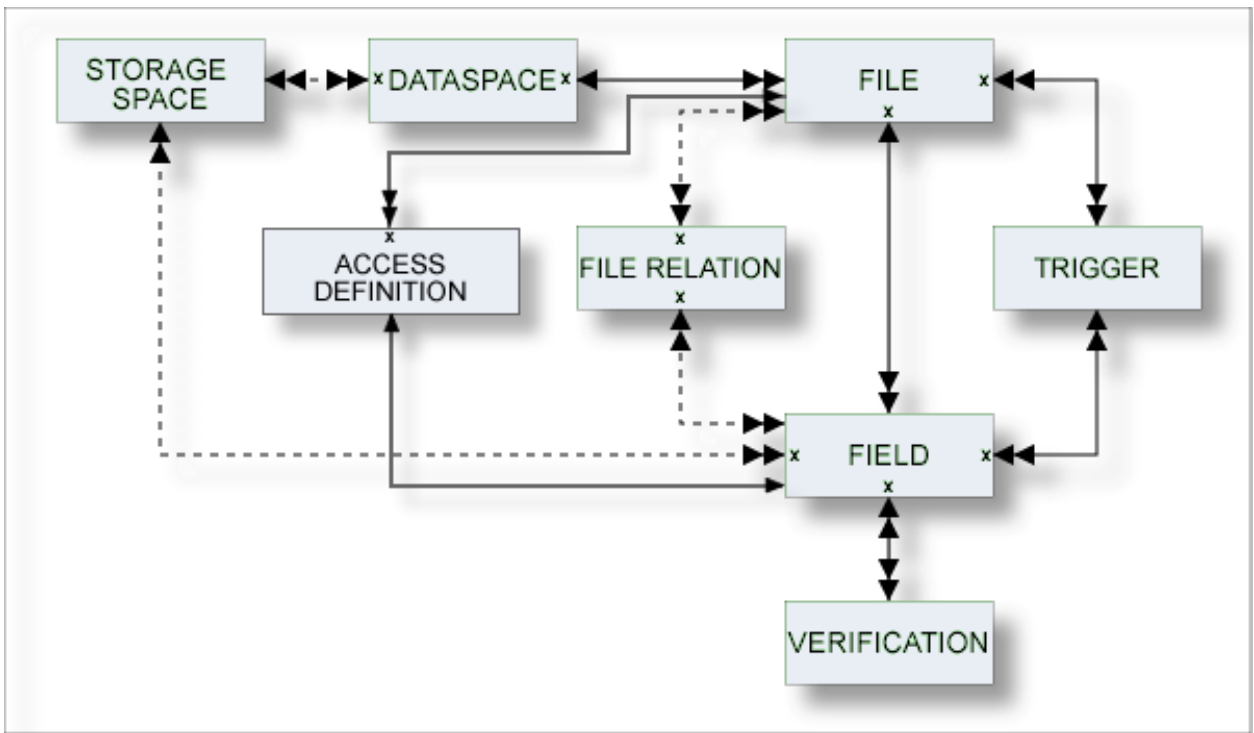 STORAGE
SPACE
x DATASPACE x
FILE
x
x
x
ACCESS
DEFINITION
x
FILE RELATION
x
TRIGGER
x FIELD x
x
VERIFICATION